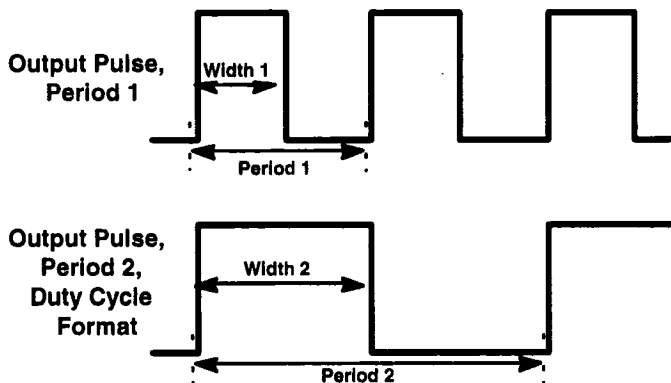 Output Pulse,
Period 1
Width 1
Period 1
Output Pulse,
Period 2,
Duty Cycle
Format
Width 2
Period 2